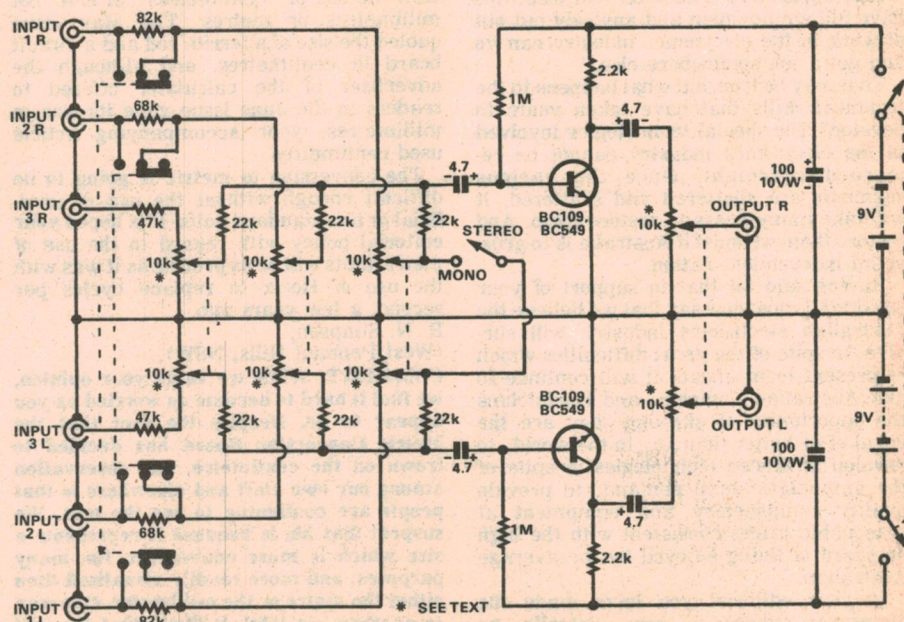 INPUT
1 R
82k
INPUT
2 R
68k
INPUT
3 R
47k
22k
22k
22k
10k
*
10k
*
10k
*
4.7
+
1M
2.2k
4.7
+ -
BC109,
BC549
STEREO
MONO
*
10k
OUTPUT R
100
10VW
+
9V
10k
*
10k
*
10k
*
22k
22k
22k
4.7
+
1M
BC109,
BC549
+ -
4.7
2.2k
*
10k
OUTPUT L
100
10VW
+
9V
INPUT
3 L
47k
INPUT
2 L
68k
INPUT
1 L
82k
* SEE TEXT